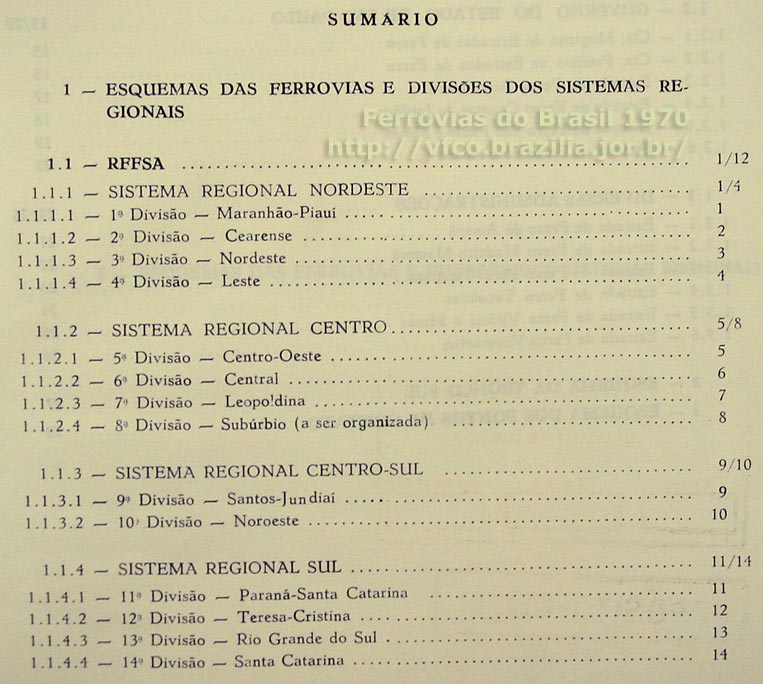 SUMÁRIO
1 — ESQUEMAS DAS FERROVIAS E DIVISÕES DOS SISTEMAS RE-
GIONAIS
Ferrovias do Brasil 1970
http://vfco.brazilia.jor.br/
1.1 — RFFSA ........ 1/12
1.1.1 — SISTEMA REGIONAL NORDESTE ........ 1/4
1.1.1.1 — 1ª Divisão — Maranhão-Piauí ........ 1
1.1.1.2 — 2ª Divisão — Cearense ........ 2
1.1.1.3 — 3ª Divisão — Nordeste ........ 3
1.1.1.4 — 4ª Divisão — Leste ........ 4
1.1.2 — SISTEMA REGIONAL CENTRO ........ 5/8
1.1.2.1 — 5ª Divisão — Centro-Oeste ........ 5
1.1.2.2 — 6ª Divisão — Central ........ 6
1.1.2.3 — 7ª Divisão — Leopoldina ........ 7
1.1.2.4 — 8ª Divisão — Subúrbio (a ser organizada) ........ 8
1.1.3 — SISTEMA REGIONAL CENTRO-SUL ........ 9/10
1.1.3.1 — 9ª Divisão — Santos-Jundiaí ........ 9
1.1.3.2 — 10ª Divisão — Noroeste ........ 10
1.1.4 — SISTEMA REGIONAL SUL ........ 11/14
1.1.4.1 — 11ª Divisão — Paraná-Santa Catarina ........ 11
1.1.4.2 — 12ª Divisão — Teresa-Cristina ........ 12
1.1.4.3 — 13ª Divisão — Rio Grande do Sul ........ 13
1.1.4.4 — 14ª Divisão — Santa Catarina ........ 14